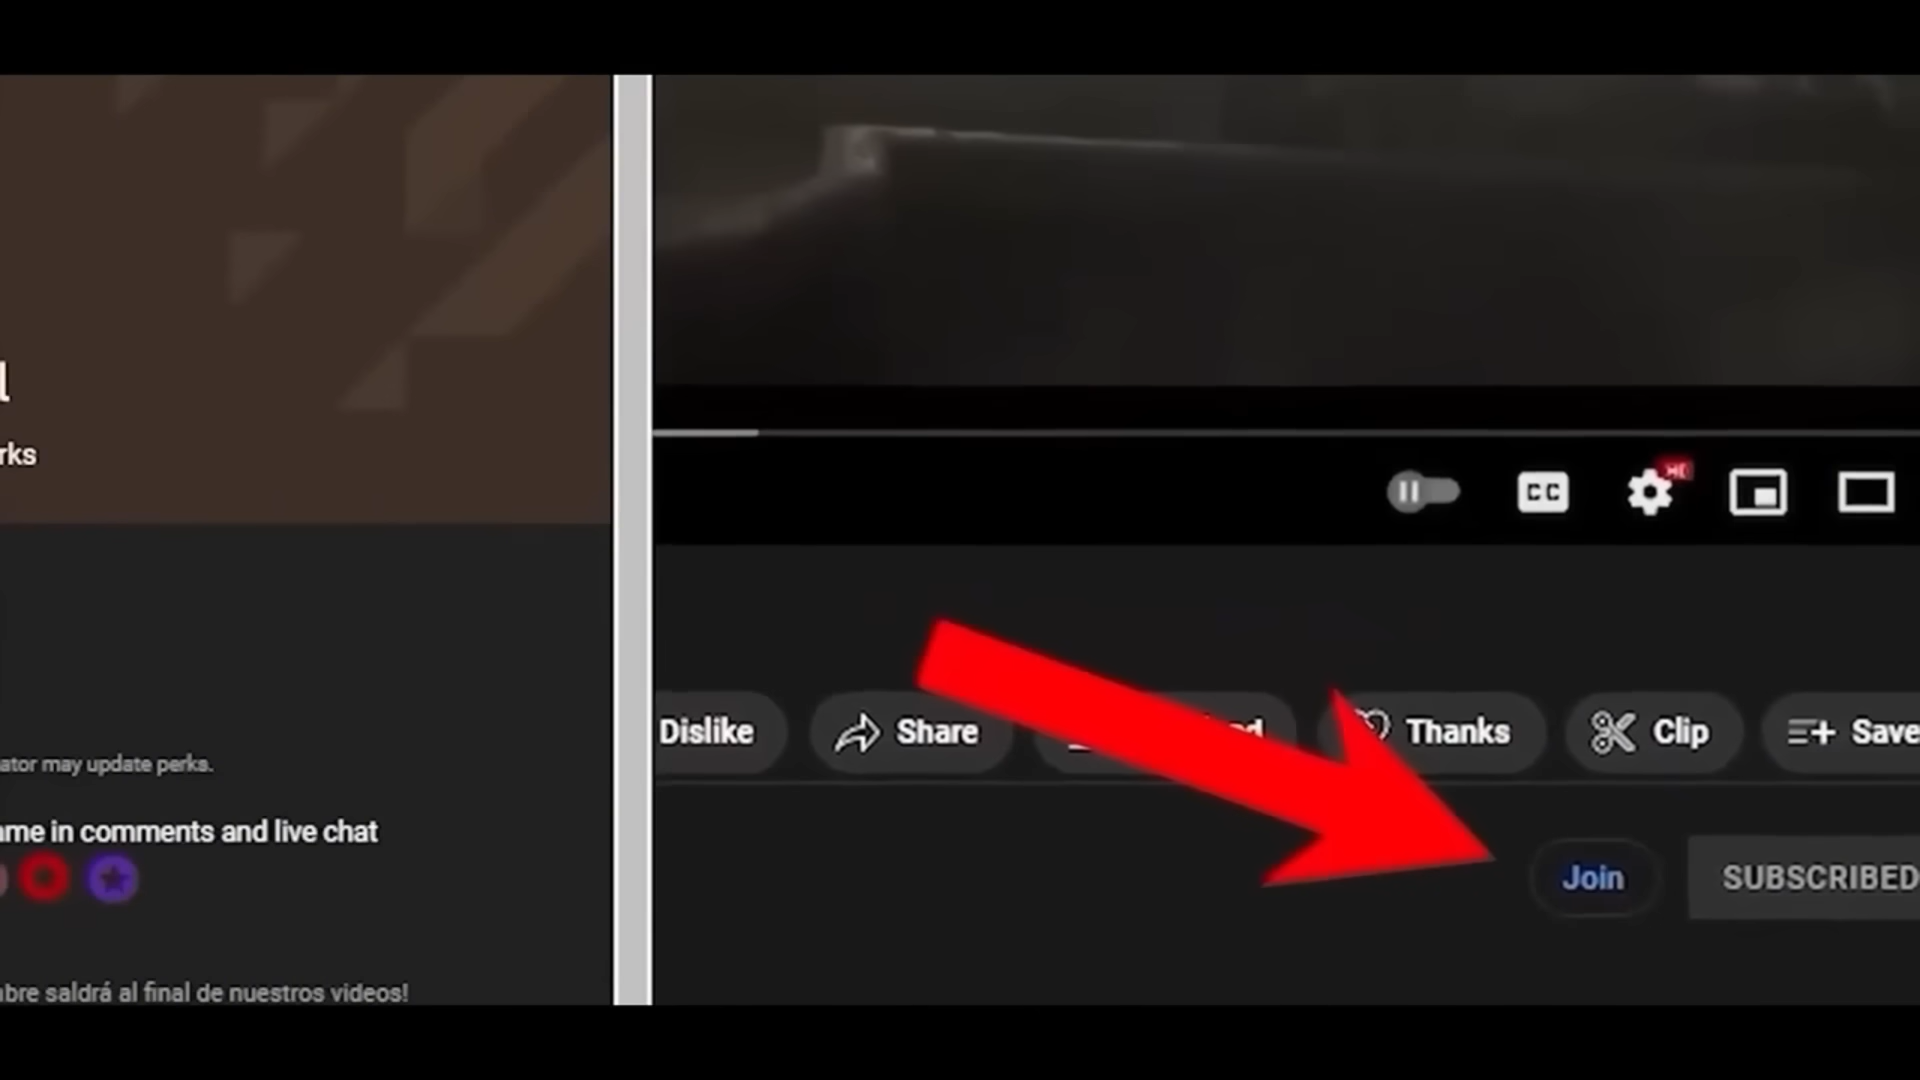 l
rks
ator may update perks.
ame in comments and live chat
bre saldrá al final de nuestros videos!
CC
Dislike
Share
Thanks
Clip
Save
Join
SUBSCRIBED